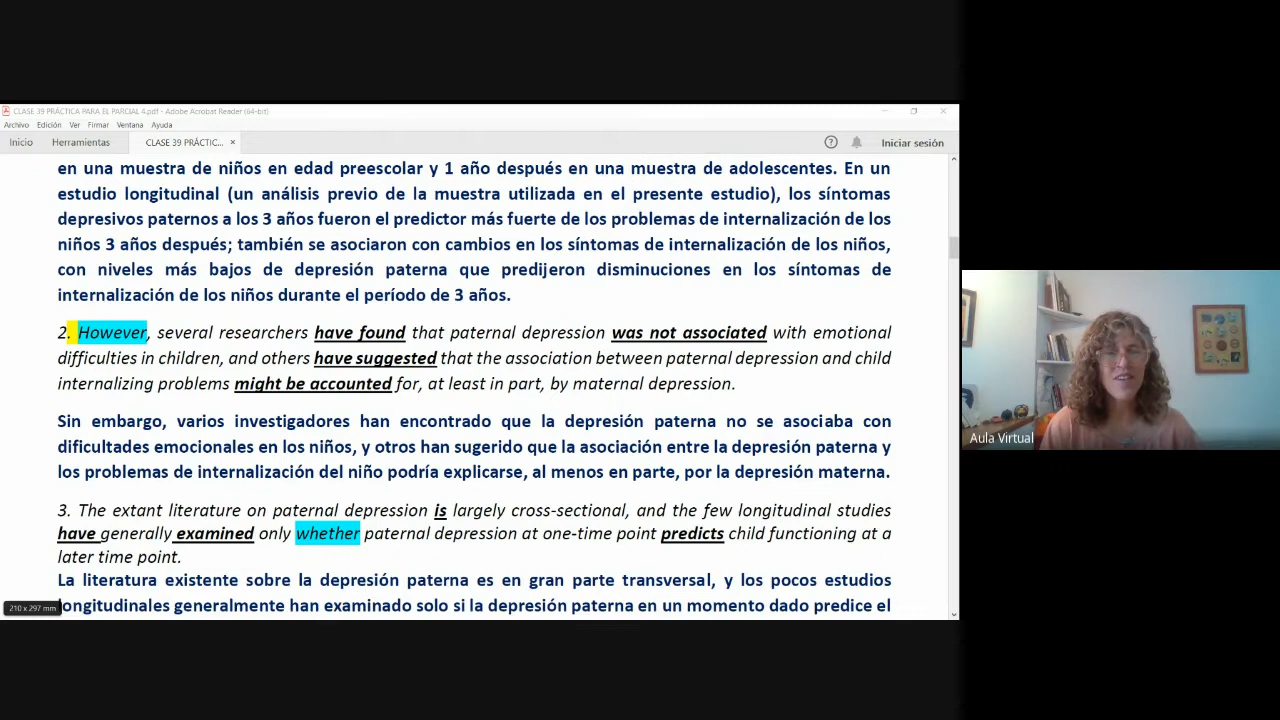 CLASE 39 PRÁCTICA PARA EL PARCIAL 4.pdf - Adobe Acrobat Reader (64-bit)
Archivo Edición Ver Firmar Ventana Ayuda
Inicio Herramientas CLASE 39 PRÁCTIC... × Iniciar sesión
en una muestra de niños en edad preescolar y 1 año después en una muestra de adolescentes. En un
estudio longitudinal (un análisis previo de la muestra utilizada en el presente estudio), los síntomas
depresivos paternos a los 3 años fueron el predictor más fuerte de los problemas de internalización de los
niños 3 años después; también se asociaron con cambios en los síntomas de internalización de los niños,
con niveles más bajos de depresión paterna que predijeron disminuciones en los síntomas de
internalización de los niños durante el período de 3 años.
2. However, several researchers have found that paternal depression was not associated with emotional
difficulties in children, and others have suggested that the association between paternal depression and child
internalizing problems might be accounted for, at least in part, by maternal depression.
Sin embargo, varios investigadores han encontrado que la depresión paterna no se asociaba con
dificultades emocionales en los niños, y otros han sugerido que la asociación entre la depresión paterna y
los problemas de internalización del niño podría explicarse, al menos en parte, por la depresión materna.
3. The extant literature on paternal depression is largely cross-sectional, and the few longitudinal studies
have generally examined only whether paternal depression at one-time point predicts child functioning at a
later time point.
La literatura existente sobre la depresión paterna es en gran parte transversal, y los pocos estudios
longitudinales generalmente han examinado solo si la depresión paterna en un momento dado predice el
210 x 297 mm
Aula Virtual